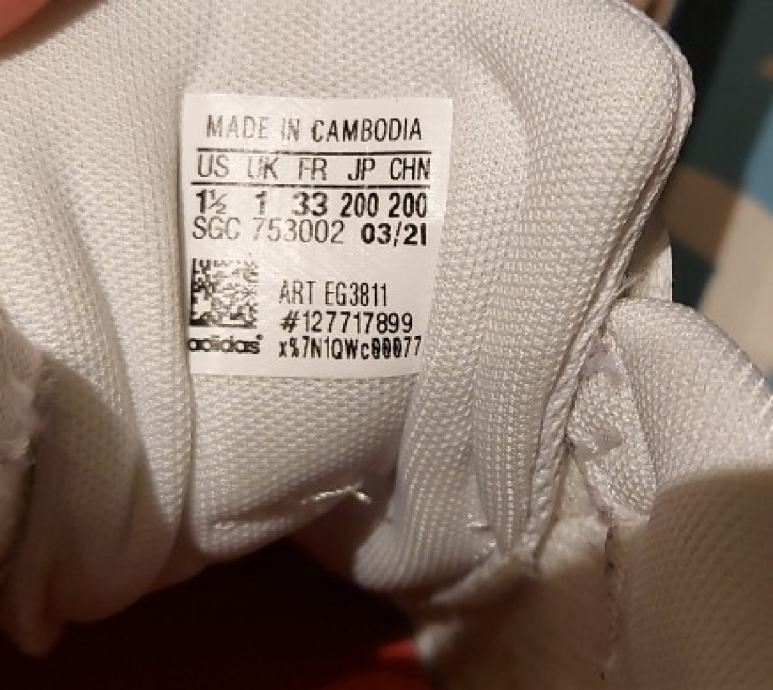 MADE IN CAMBODIA
US UK FR JP CHN
1½ 1 33 200 200
SGC 753002 03/21
ART EG3811
#127717899
adidas® x%7N1QWc00077